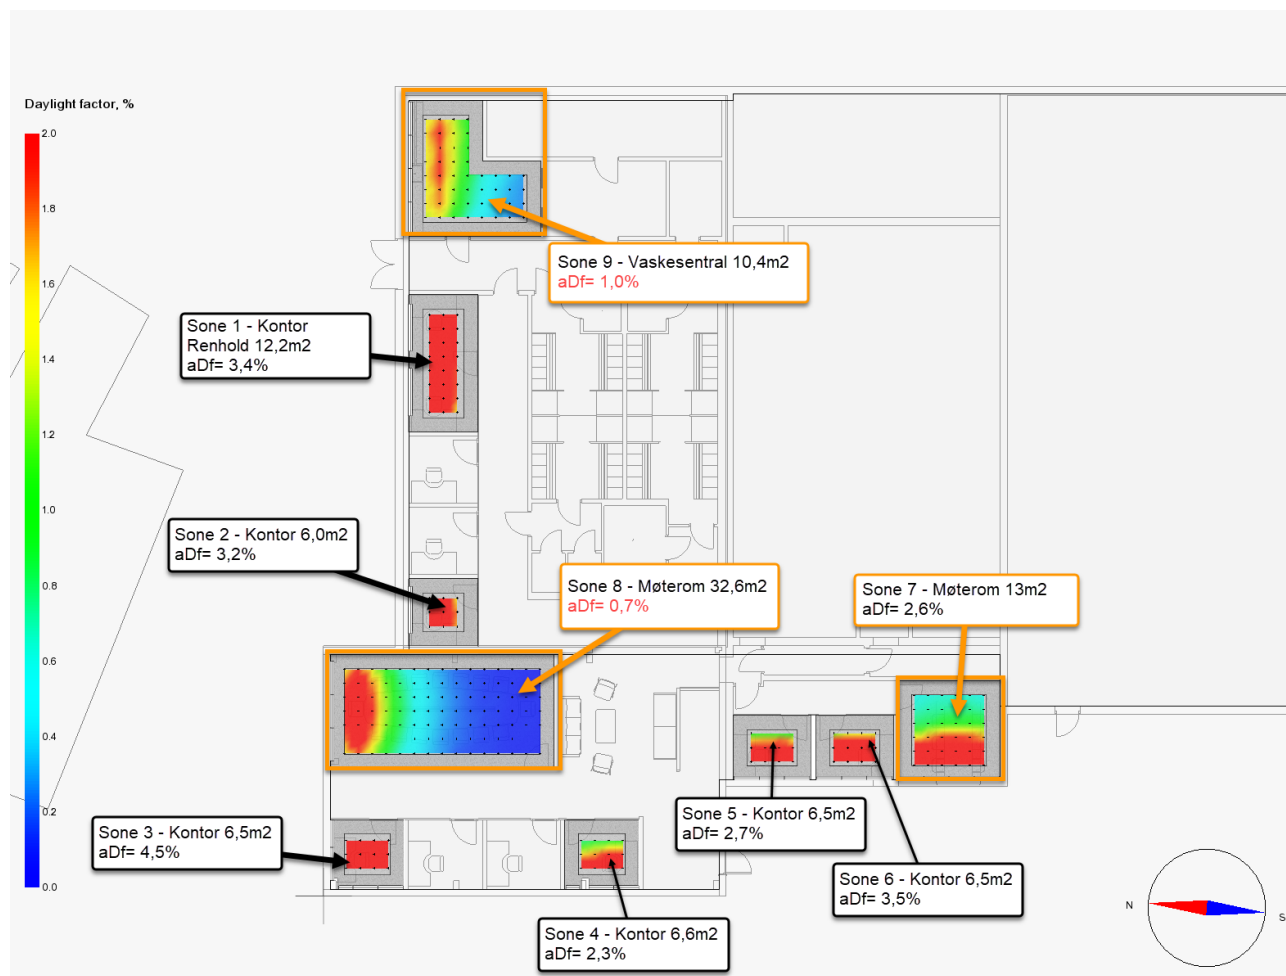 Daylight factor, %
2.0
1.8
1.6
1.4
1.2
1.0
0.8
0.6
0.4
0.2
0.0
Sone 9 - Vaskesentral 10,4m2
aDf= 1,0%
Sone 1 - Kontor
Renhold 12,2m2
aDf= 3,4%
Sone 2 - Kontor 6,0m2
aDf= 3,2%
Sone 8 - Møterom 32,6m2
aDf= 0,7%
Sone 7 - Møterom 13m2
aDf= 2,6%
Sone 5 - Kontor 6,5m2
aDf= 2,7%
Sone 3 - Kontor 6,5m2
aDf= 4,5%
Sone 6 - Kontor 6,5m2
aDf= 3,5%
Sone 4 - Kontor 6,6m2
aDf= 2,3%
N
S